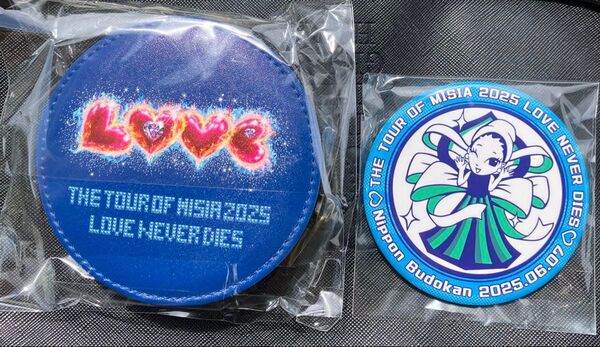 LOVE
THE TOUR OF MISIA 2025
LOVE NEVER DIES
♡ THE TOUR OF MISIA 2025 LOVE NEVER DIES ♡
Nippon Budokan 2025.06.07